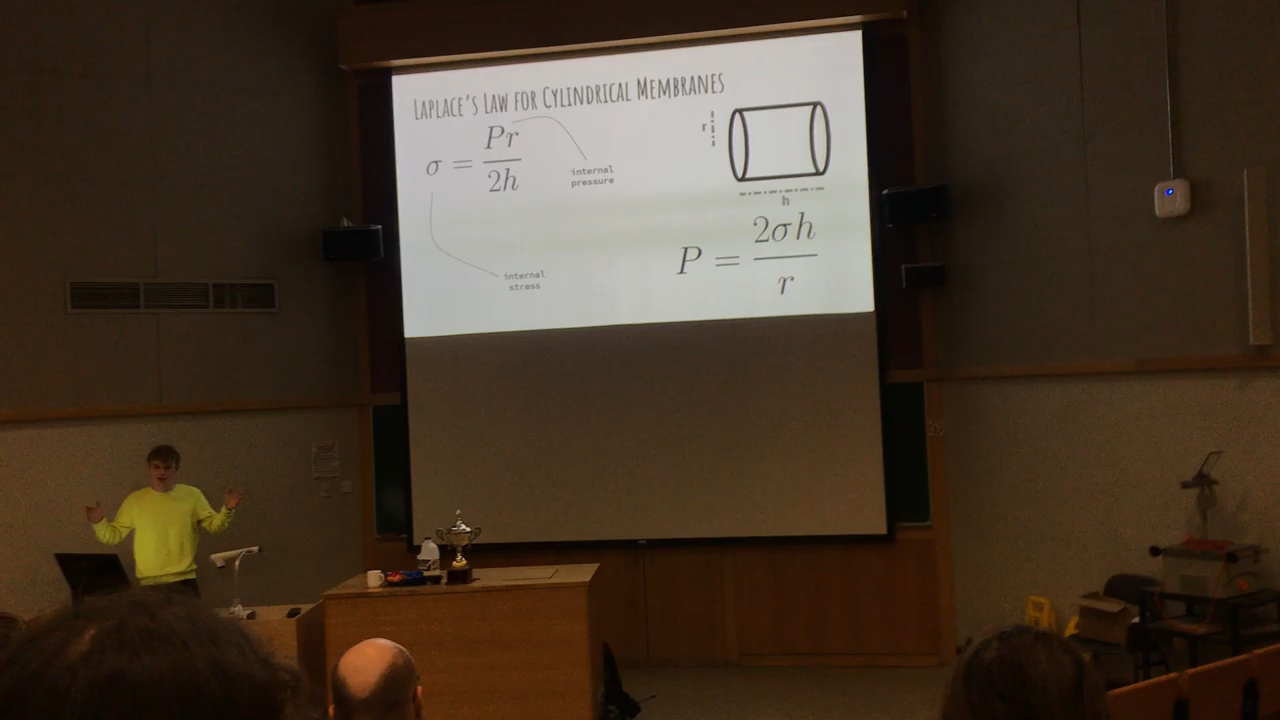 Laplace's Law for Cylindrical Membranes
σ = Pr / 2h
internal
pressure
internal
stress
r
h
P = 2σh / r